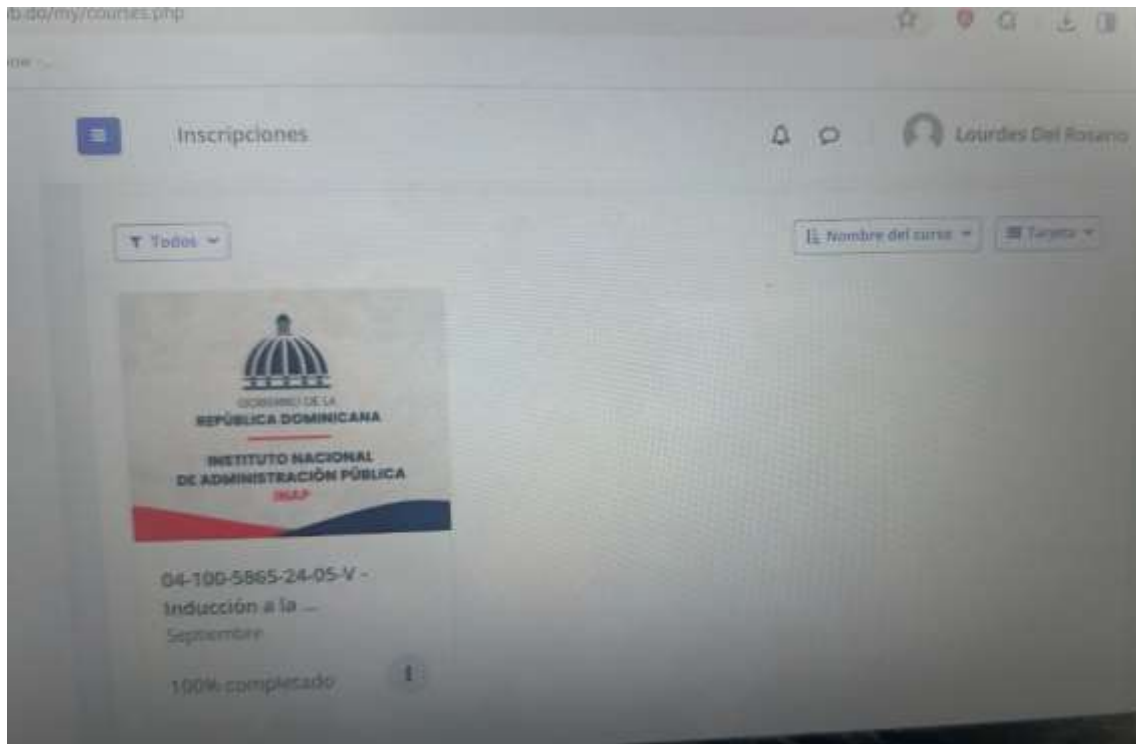 b.do/my/courses.php
Inscripciones
Lourdes Del Rosario
Todos
Nombre del curso
Tarjeta
GOBIERNO DE LA
REPÚBLICA DOMINICANA
INSTITUTO NACIONAL
DE ADMINISTRACIÓN PÚBLICA
INAP
04-100-5865-24-05-V -
Inducción a la ...
Septiembre
100% completado